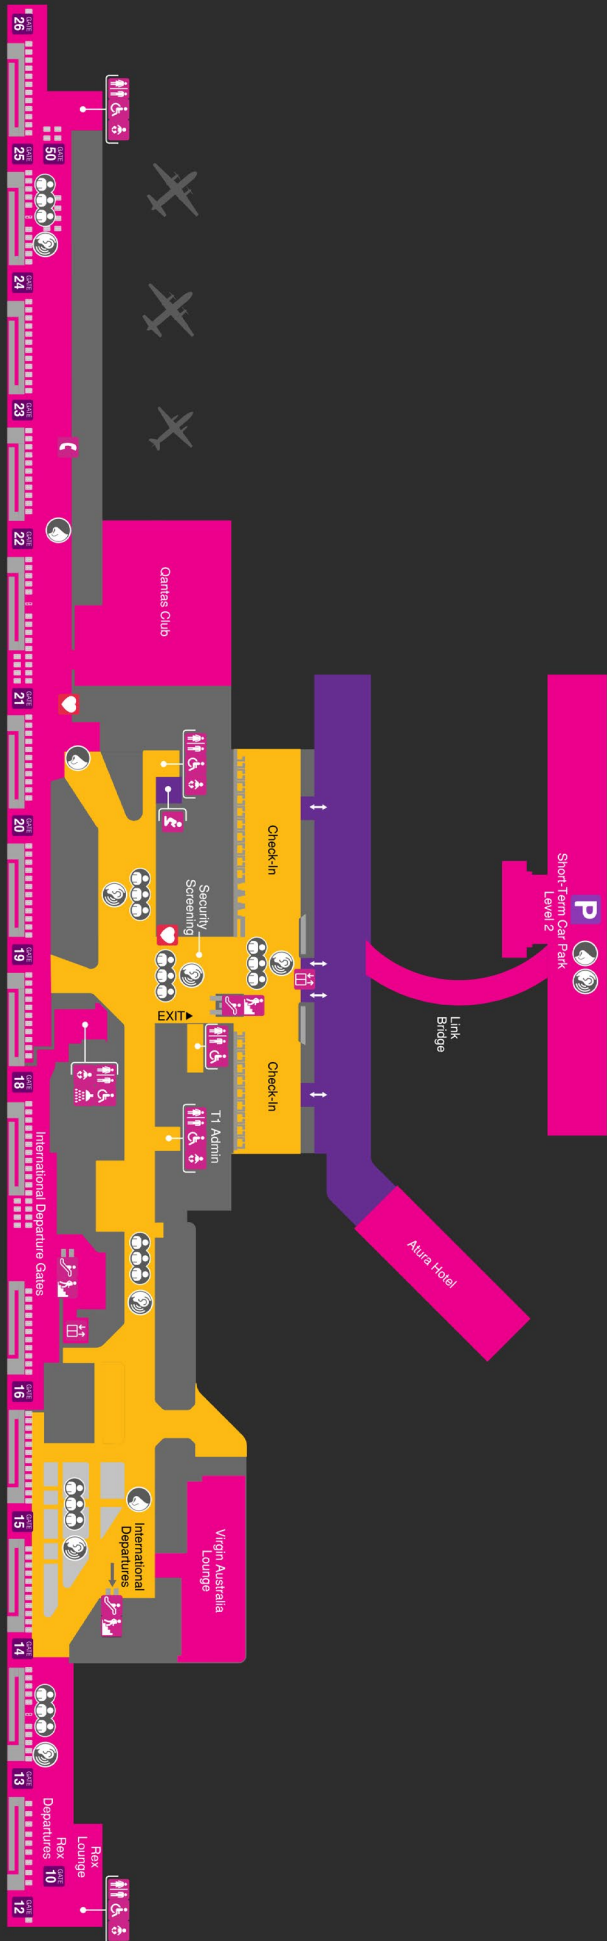 GATE 26
GATE 25
GATE 50
GATE 24
GATE 23
GATE 22
GATE 21
GATE 20
GATE 19
GATE 18
GATE 16
GATE 15
GATE 14
GATE 13
GATE 12
GATE 10
Qantas Club
Check-In
Security
Screening
EXIT
Check-In
T1 Admin
P
Short-Term Car Park
Level 2
Link
Bridge
Atura Hotel
International Departure Gates
International
Departures
Virgin Australia
Lounge
Rex
Lounge
Rex
Departures